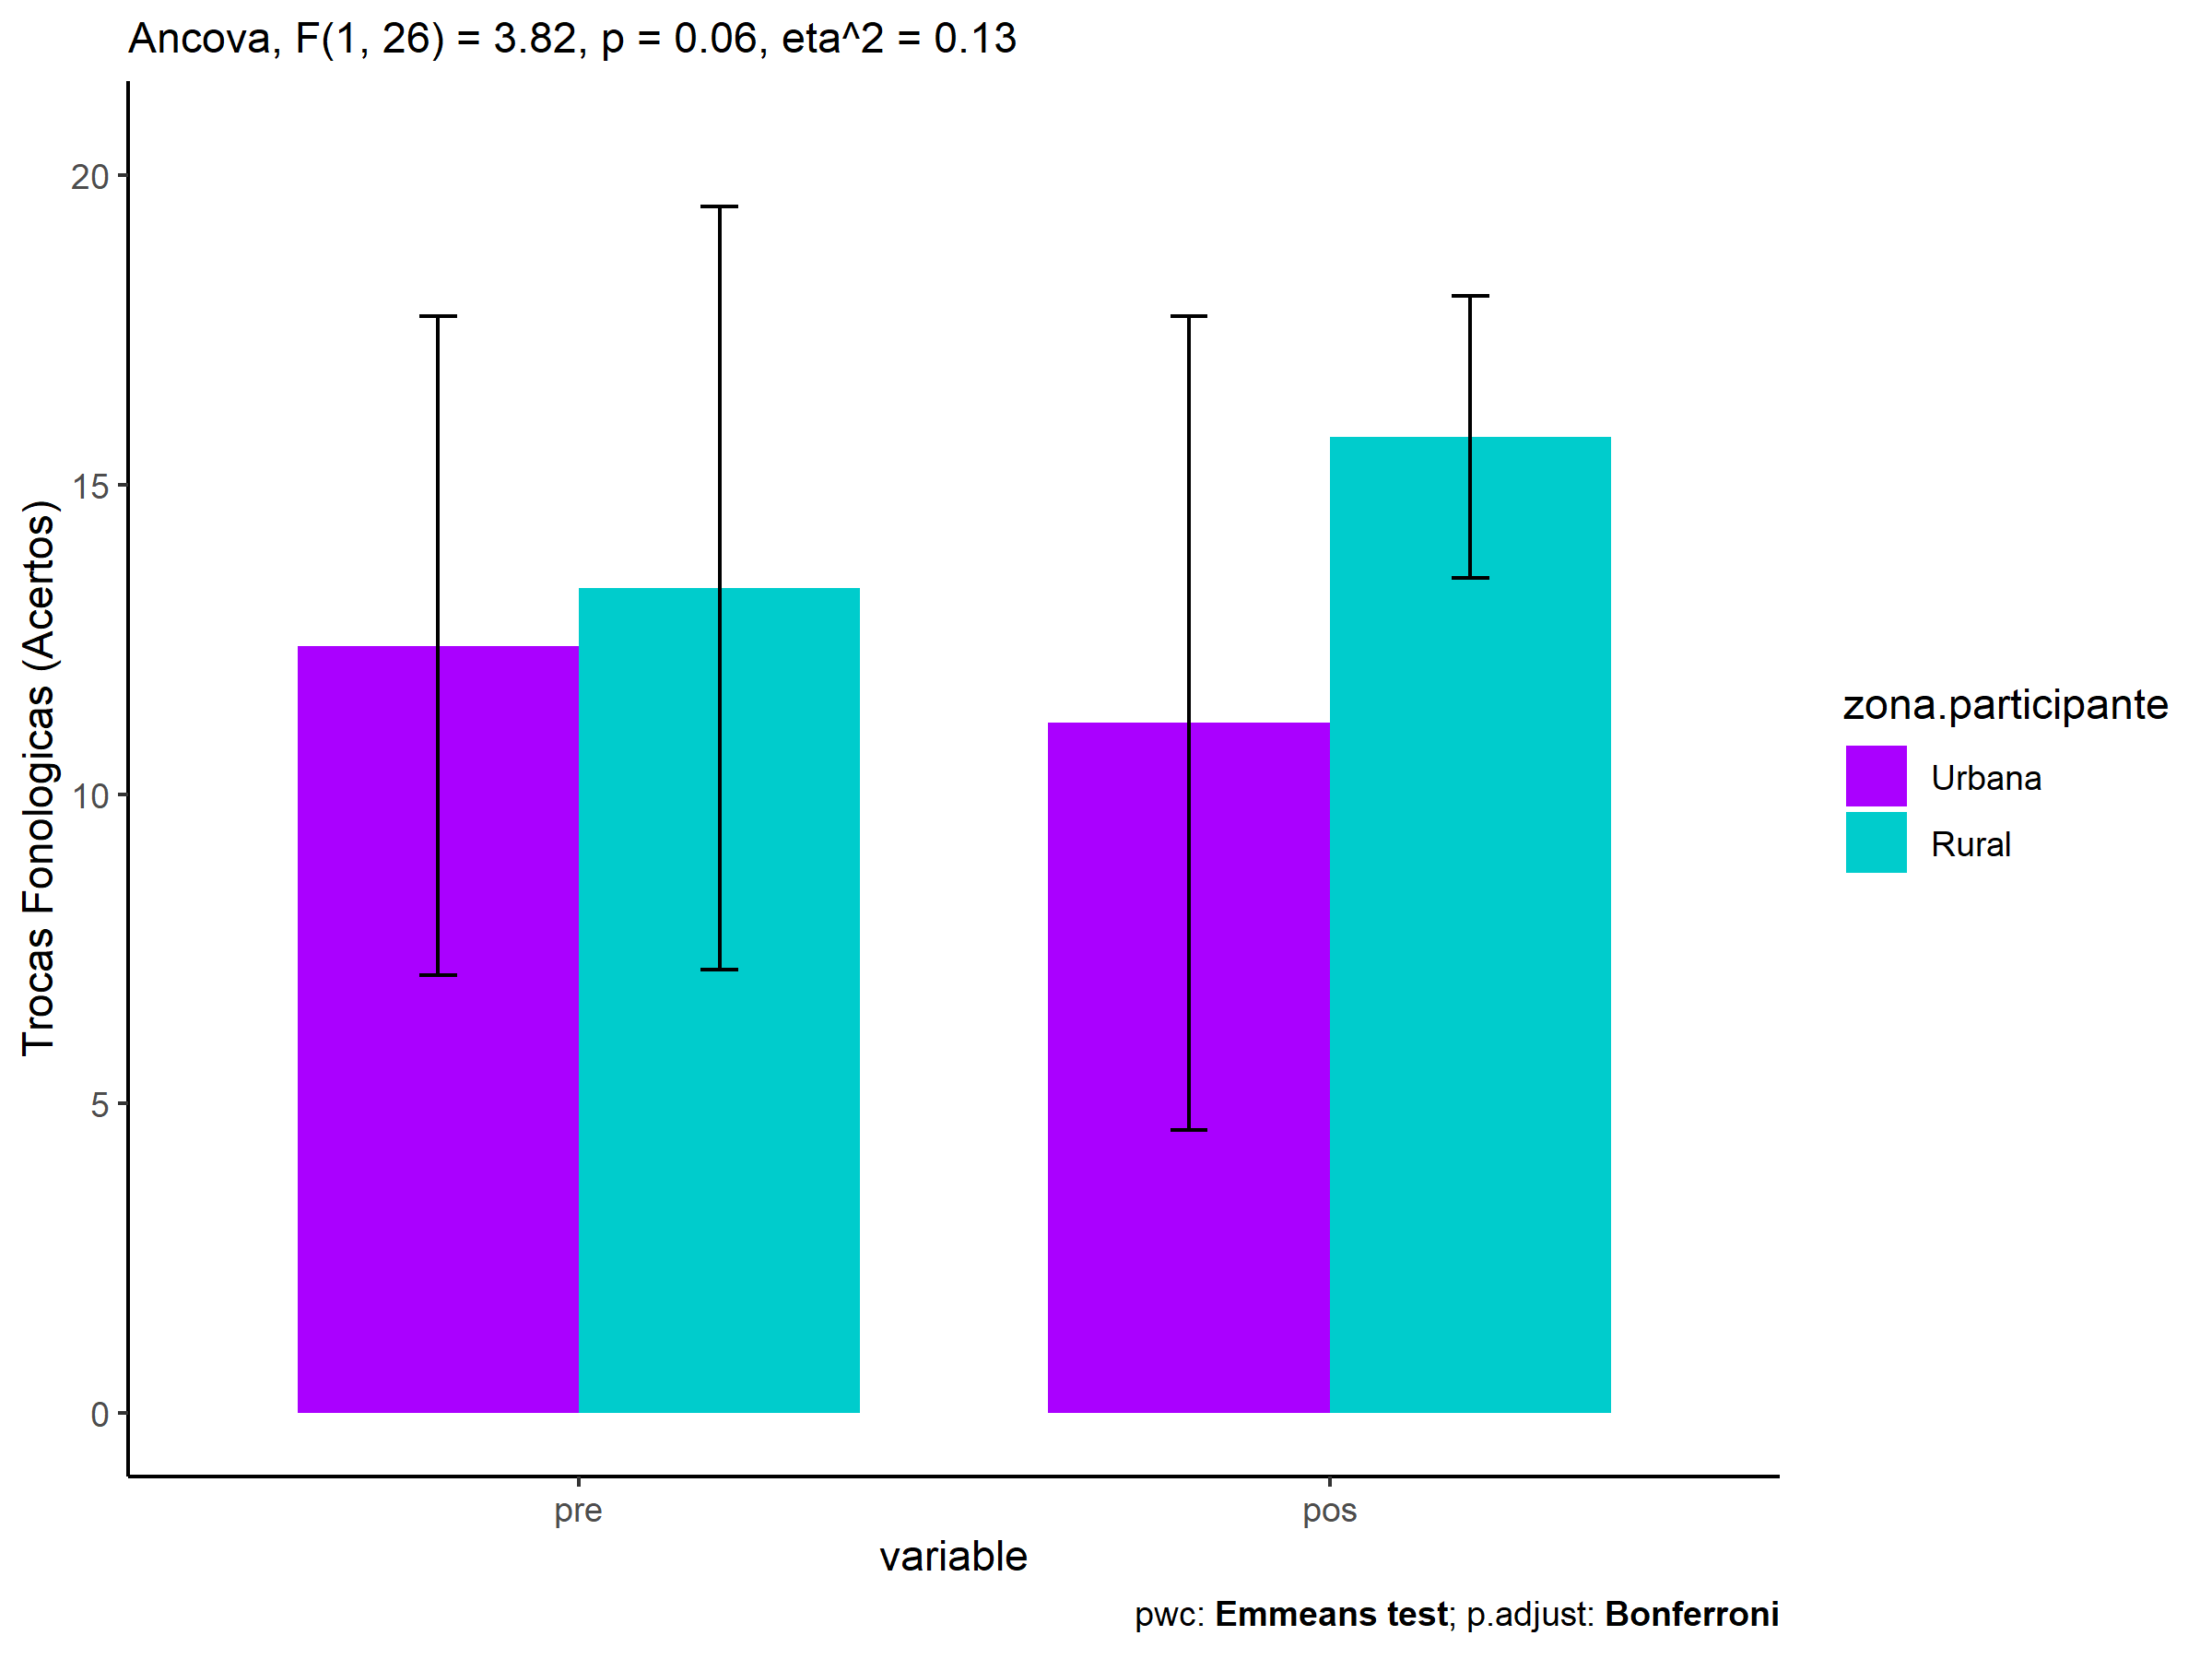 Ancova, F(1, 26) = 3.82, p = 0.06, eta^2 = 0.13
Trocas Fonologicas (Acertos)
20
15
10
5
0
pre
pos
variable
zona.participante
Urbana
Rural
pwc: Emmeans test; p.adjust: Bonferroni